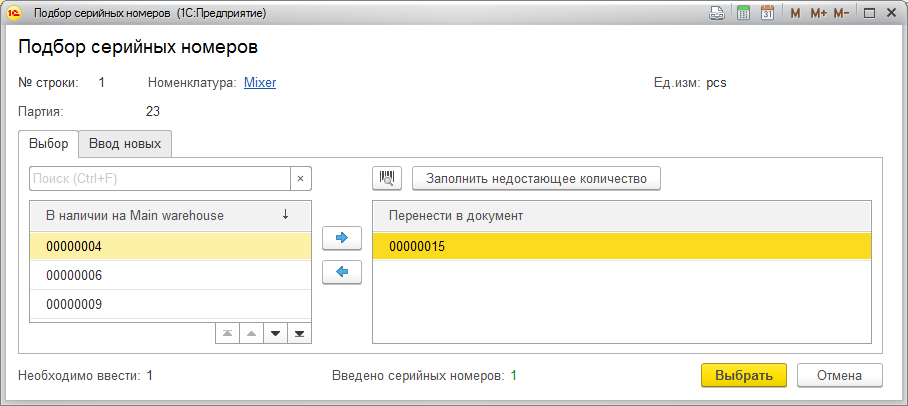 1С Подбор серийных номеров (1С:Предприятие) 31 M M+ M−
Подбор серийных номеров
№ строки: 1 Номенклатура: Mixer Ед.изм: pcs
Партия: 23
Выбор Ввод новых
Поиск (Ctrl+F) × Заполнить недостающее количество
В наличии на Main warehouse ↓ Перенести в документ
00000004 00000015
00000006
00000009
Необходимо ввести: 1 Введено серийных номеров: 1 Выбрать Отмена